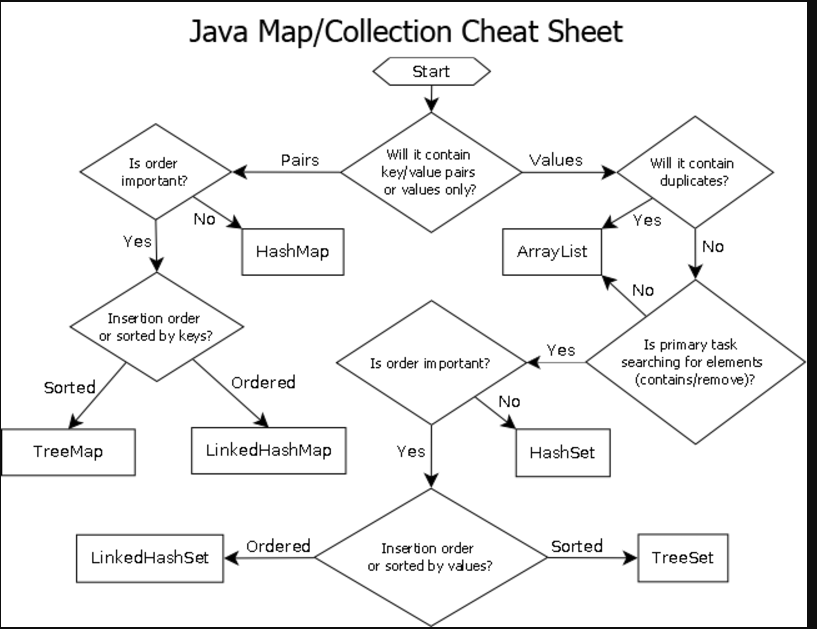 Java Map/Collection Cheat Sheet
Start
Will it contain
key/value pairs
or values only?
Pairs
Values
Is order
important?
Will it contain
duplicates?
No
Yes
HashMap
Yes
ArrayList
No
No
Insertion order
or sorted by keys?
Is order important?
Yes
Is primary task
searching for elements
(contains/remove)?
Sorted
Ordered
No
TreeMap
LinkedHashMap
Yes
HashSet
LinkedHashSet
Ordered
Insertion order
or sorted by values?
Sorted
TreeSet